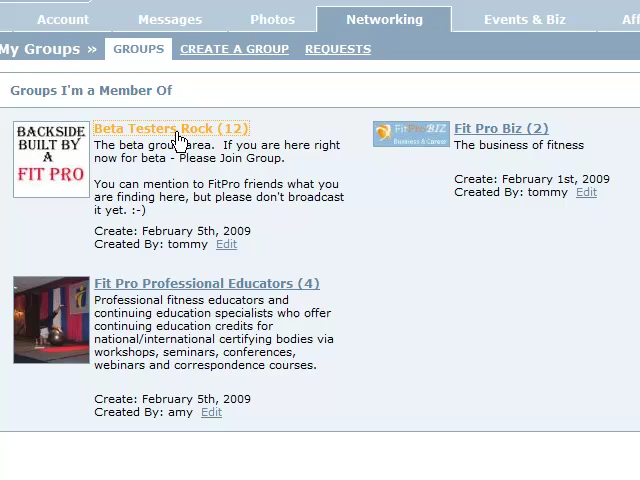 Account Messages Photos Networking Events & Biz Aff
My Groups » GROUPS CREATE A GROUP REQUESTS
Groups I'm a Member Of
BACKSIDE
BUILT BY
A
FIT PRO
Beta Testers Rock (12)
The beta group area. If you are here right
now for beta - Please Join Group.
You can mention to FitPro friends what you
are finding here, but please don't broadcast
it yet. :-)
Create: February 5th, 2009
Created By: tommy Edit
FitProBIZ
Business & Career
Fit Pro Biz (2)
The business of fitness
Create: February 1st, 2009
Created By: tommy Edit
Fit Pro Professional Educators (4)
Professional fitness educators and
continuing education specialists who offer
continuing education credits for
national/international certifying bodies via
workshops, seminars, conferences,
webinars and correspondence courses.
Create: February 5th, 2009
Created By: amy Edit